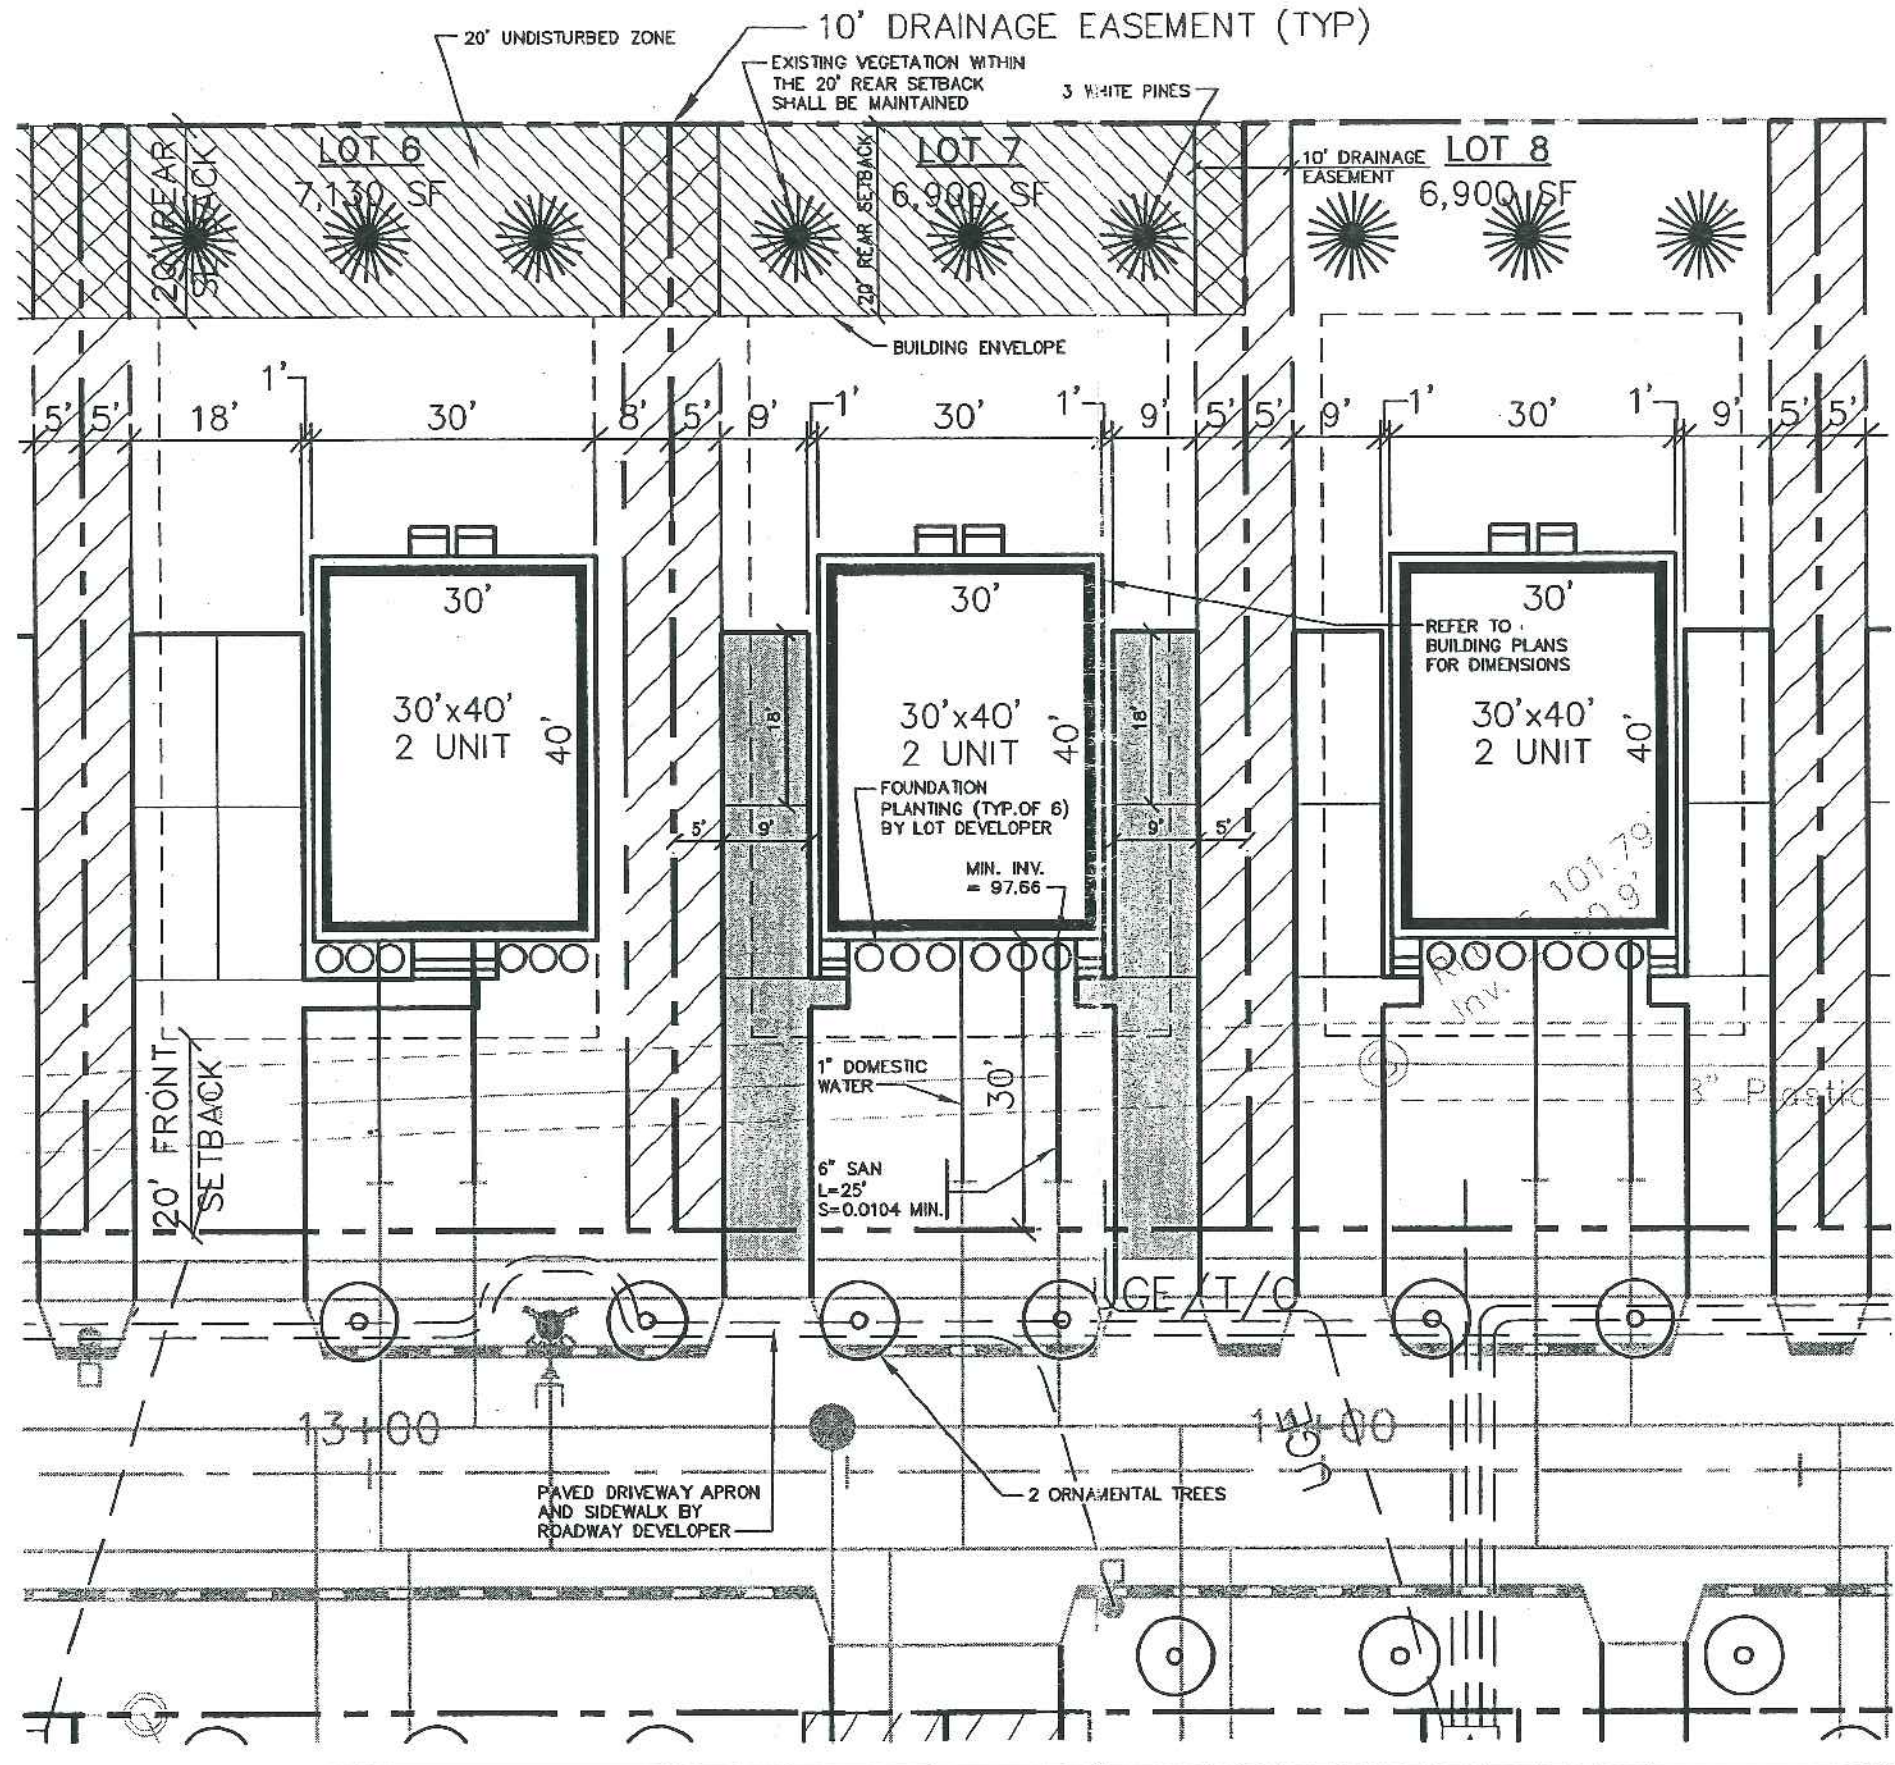 10' DRAINAGE EASEMENT (TYP)
20' UNDISTURBED ZONE
EXISTING VEGETATION WITHIN
THE 20' REAR SETBACK
SHALL BE MAINTAINED
3 WHITE PINES
LOT 6
7,130 SF
20' REAR
SETBACK
LOT 7
6,900 SF
20' REAR SETBACK
10' DRAINAGE
EASEMENT
LOT 8
6,900 SF
BUILDING ENVELOPE
1'
1'
1'
1'
1'
5'
5'
18'
30'
8'
5'
9'
30'
9'
5'
5'
9'
30'
9'
5'
5'
30'
30'
30'
REFER TO
BUILDING PLANS
FOR DIMENSIONS
30'x40'
2 UNIT
40'
18'
30'x40'
2 UNIT
40'
18'
30'x40'
2 UNIT
40'
FOUNDATION
PLANTING (TYP.OF 6)
BY LOT DEVELOPER
5'
9'
9'
5'
MIN. INV.
= 97.66
101.79
Inv.
20' FRONT
SETBACK
1" DOMESTIC
WATER
30'
8" Plastic
6" SAN
L=25'
S=0.0104 MIN.
GE/T/C
13+00
14+00
UGE
PAVED DRIVEWAY APRON
AND SIDEWALK BY
ROADWAY DEVELOPER
2 ORNAMENTAL TREES